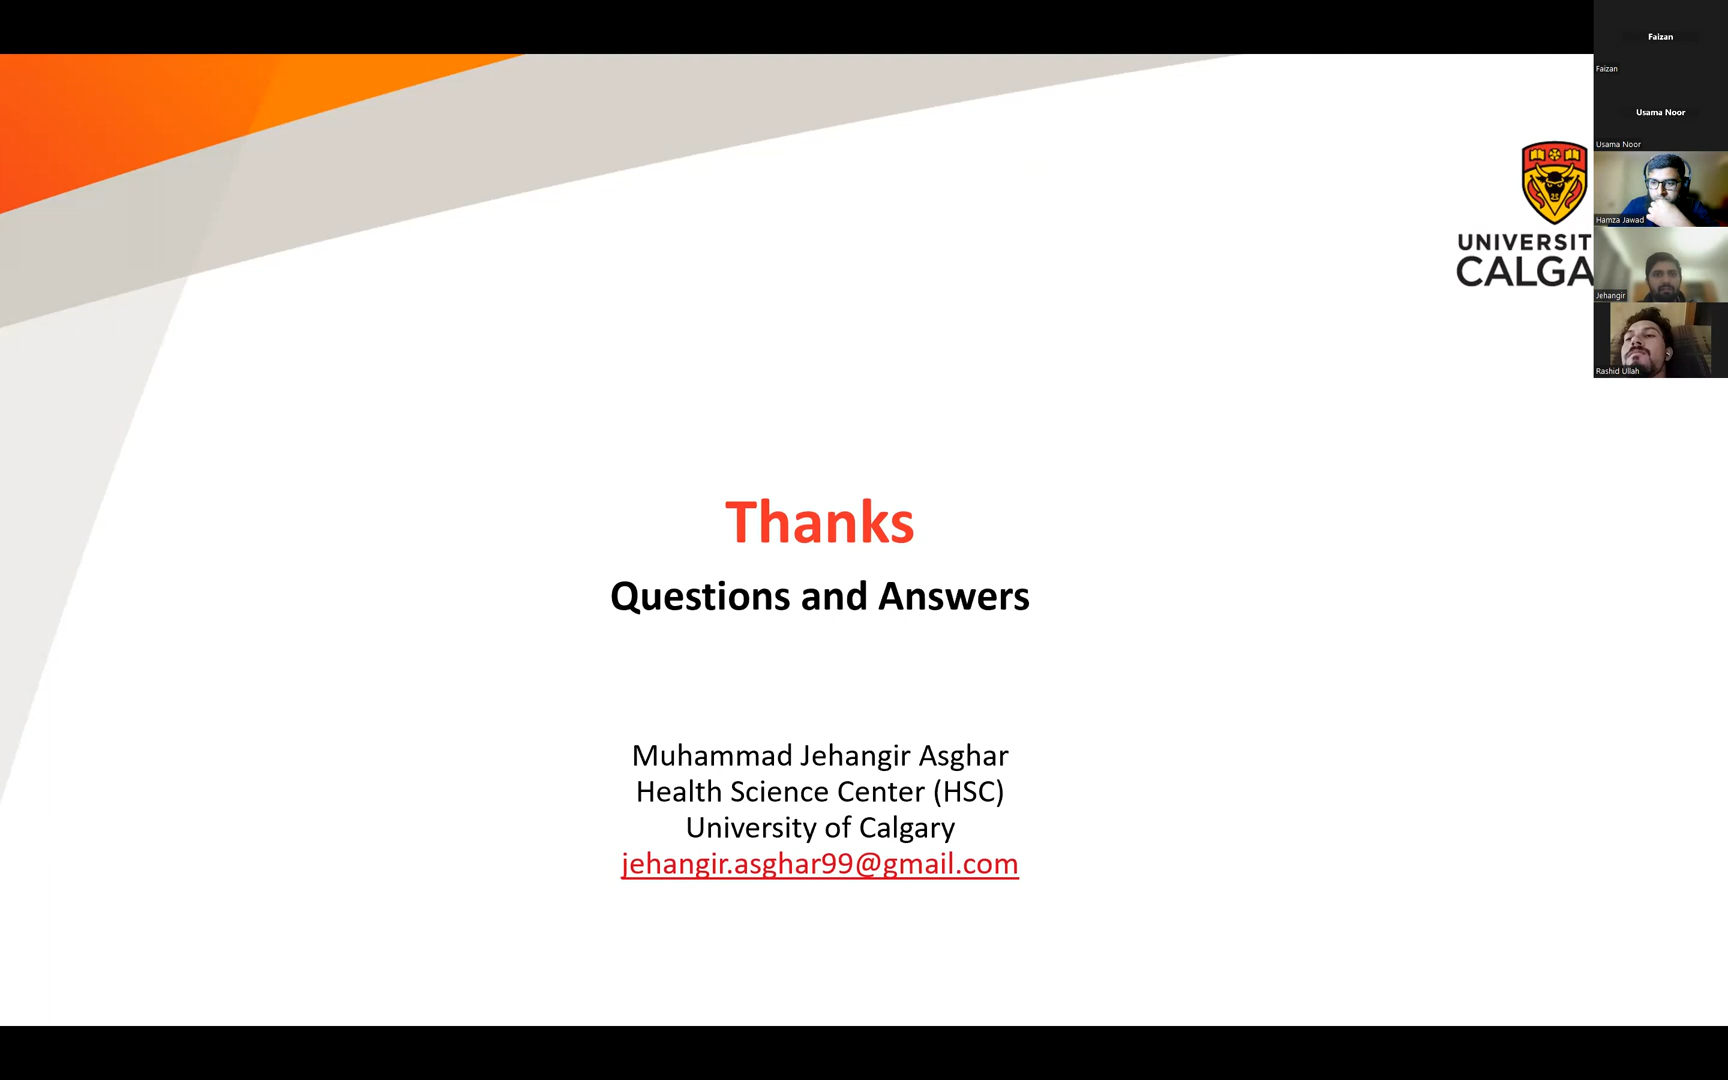 Faizan
Faizan
Usama Noor
Usama Noor
Hamza Jawad
Jehangir
Rashid Ullah
UNIVERSIT
CALGA
Thanks
Questions and Answers
Muhammad Jehangir Asghar
Health Science Center (HSC)
University of Calgary
jehangir.asghar99@gmail.com